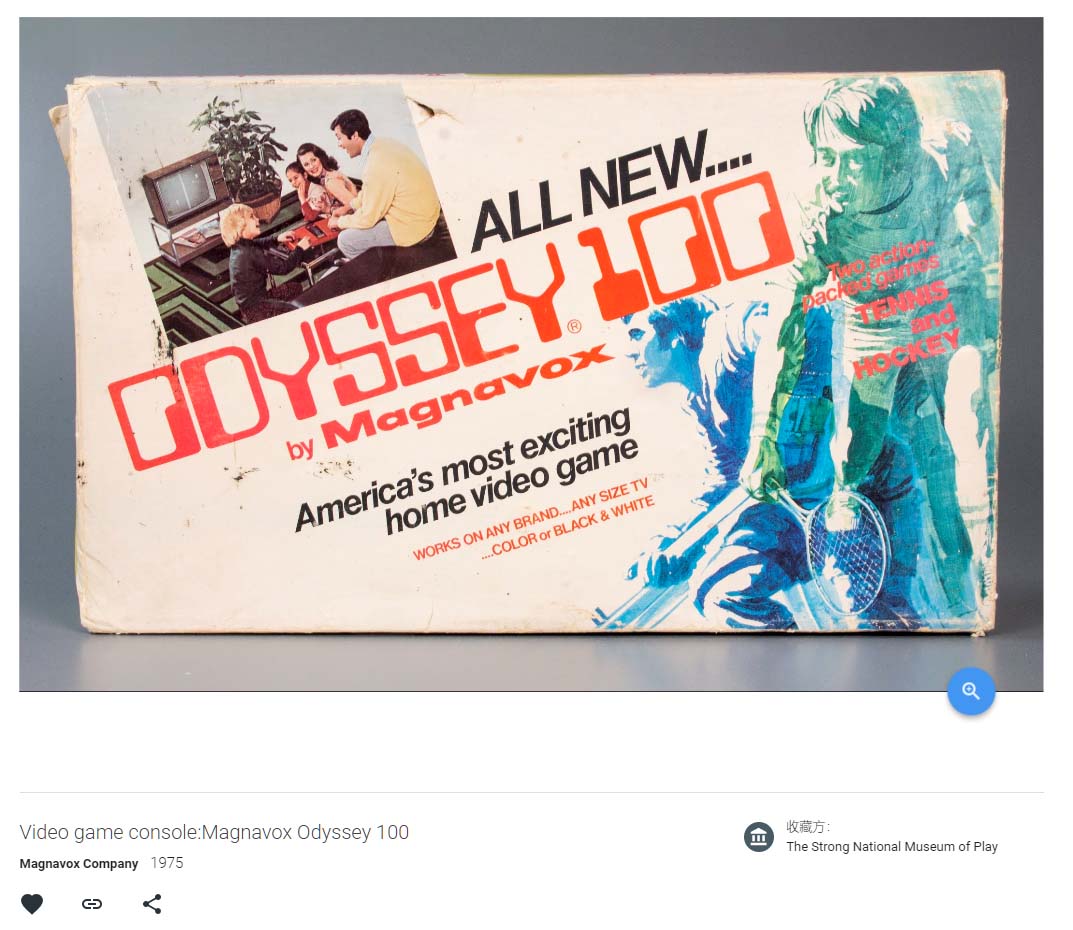 ALL NEW....
ODYSSEY 100
®
by Magnavox
America's most exciting
home video game
WORKS ON ANY BRAND....ANY SIZE TV
....COLOR or BLACK & WHITE
Two action-
packed games
TENNIS
and
HOCKEY
Video game console:Magnavox Odyssey 100
Magnavox Company 1975
收藏方：
The Strong National Museum of Play